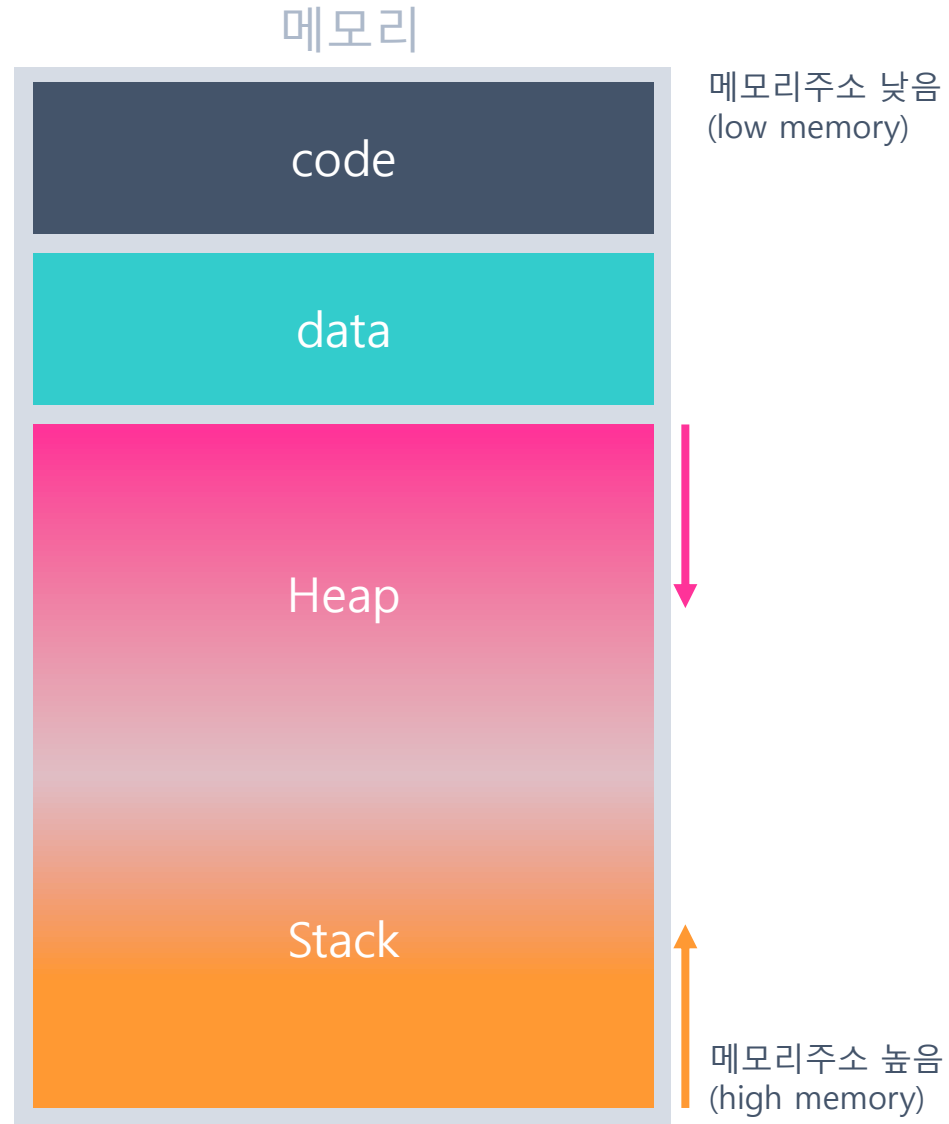 메모리
메모리주소 낮음
(low memory)
code
data
Heap
Stack
메모리주소 높음
(high memory)